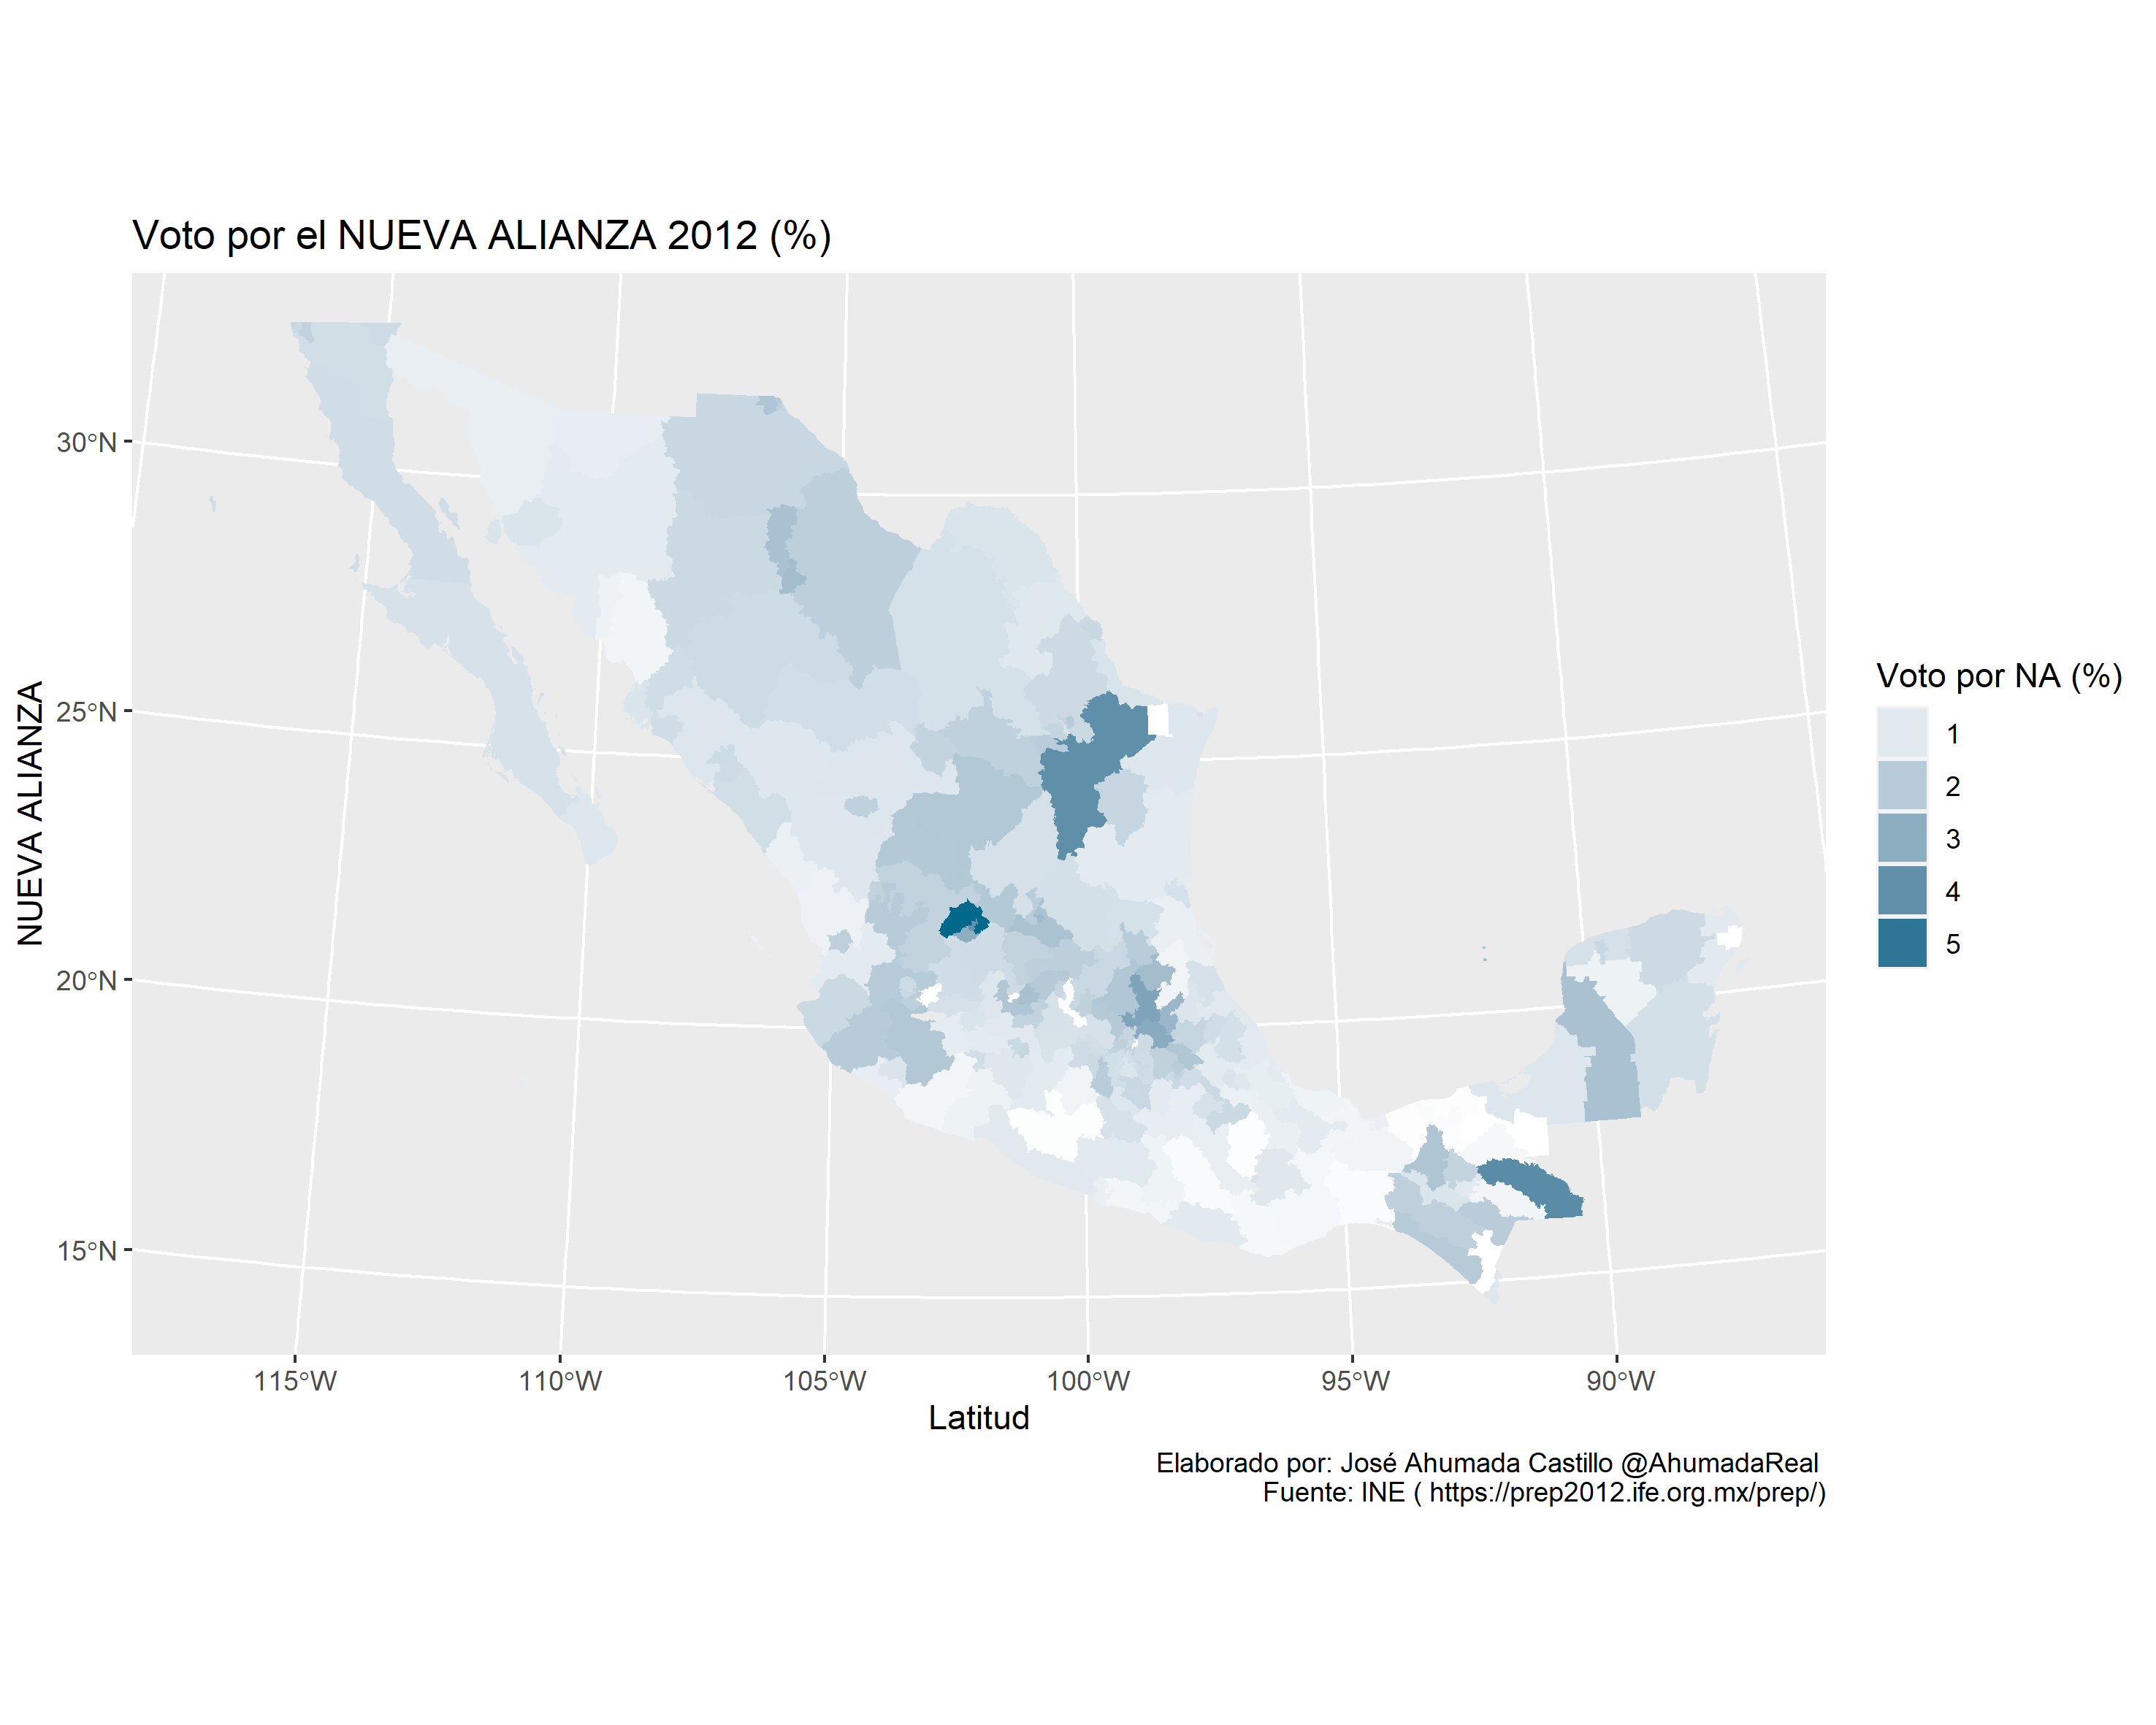 Voto por el NUEVA ALIANZA 2012 (%)
NUEVA ALIANZA
30°N
25°N
20°N
15°N
115°W
110°W
105°W
100°W
95°W
90°W
Latitud
Voto por NA (%)
1
2
3
4
5
Elaborado por: José Ahumada Castillo @AhumadaReal
Fuente: INE ( https://prep2012.ife.org.mx/prep/)